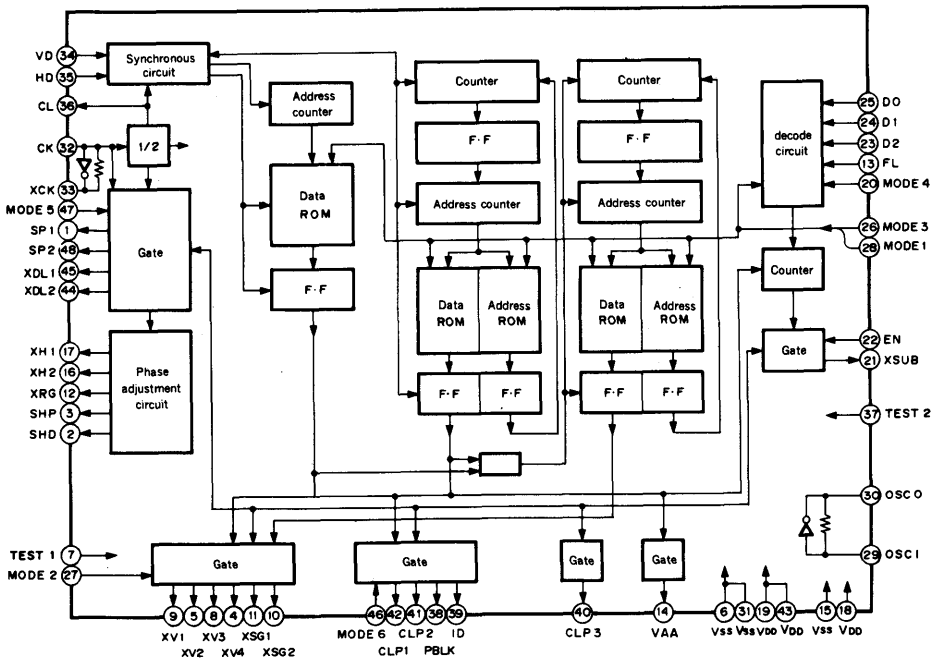 VD 34
HD 35
CL 36
CK 32
XCK 33
MODE 5 47
SP1 1
SP2 48
XDL1 45
XDL2 44
XH1 17
XH2 16
XRG 12
SHP 3
SHD 2
TEST 1 7
MODE 2 27
Synchronous
circuit
1/2
Gate
Phase
adjustment
circuit
Address
counter
Data
ROM
F·F
Counter
F·F
Address counter
Data
ROM
Address
ROM
F·F
F·F
Counter
F·F
Address counter
Data
ROM
Address
ROM
F·F
F·F
decode
circuit
Counter
Gate
25 D0
24 D1
23 D2
13 FL
20 MODE 4
26 MODE 3
28 MODE 1
22 EN
21 XSUB
37 TEST 2
30 OSCO
29 OSCI
Gate
Gate
Gate
Gate
9 5 8 4 11 10
XV1 XV3 XSG1
XV2 XV4 XSG2
46 42 41 38 39
MODE 6 CLP2 ID
CLP1 PBLK
40
CLP3
14
VAA
6 31 19 43
VSS VSS VDD VDD
15 18
VSS VDD